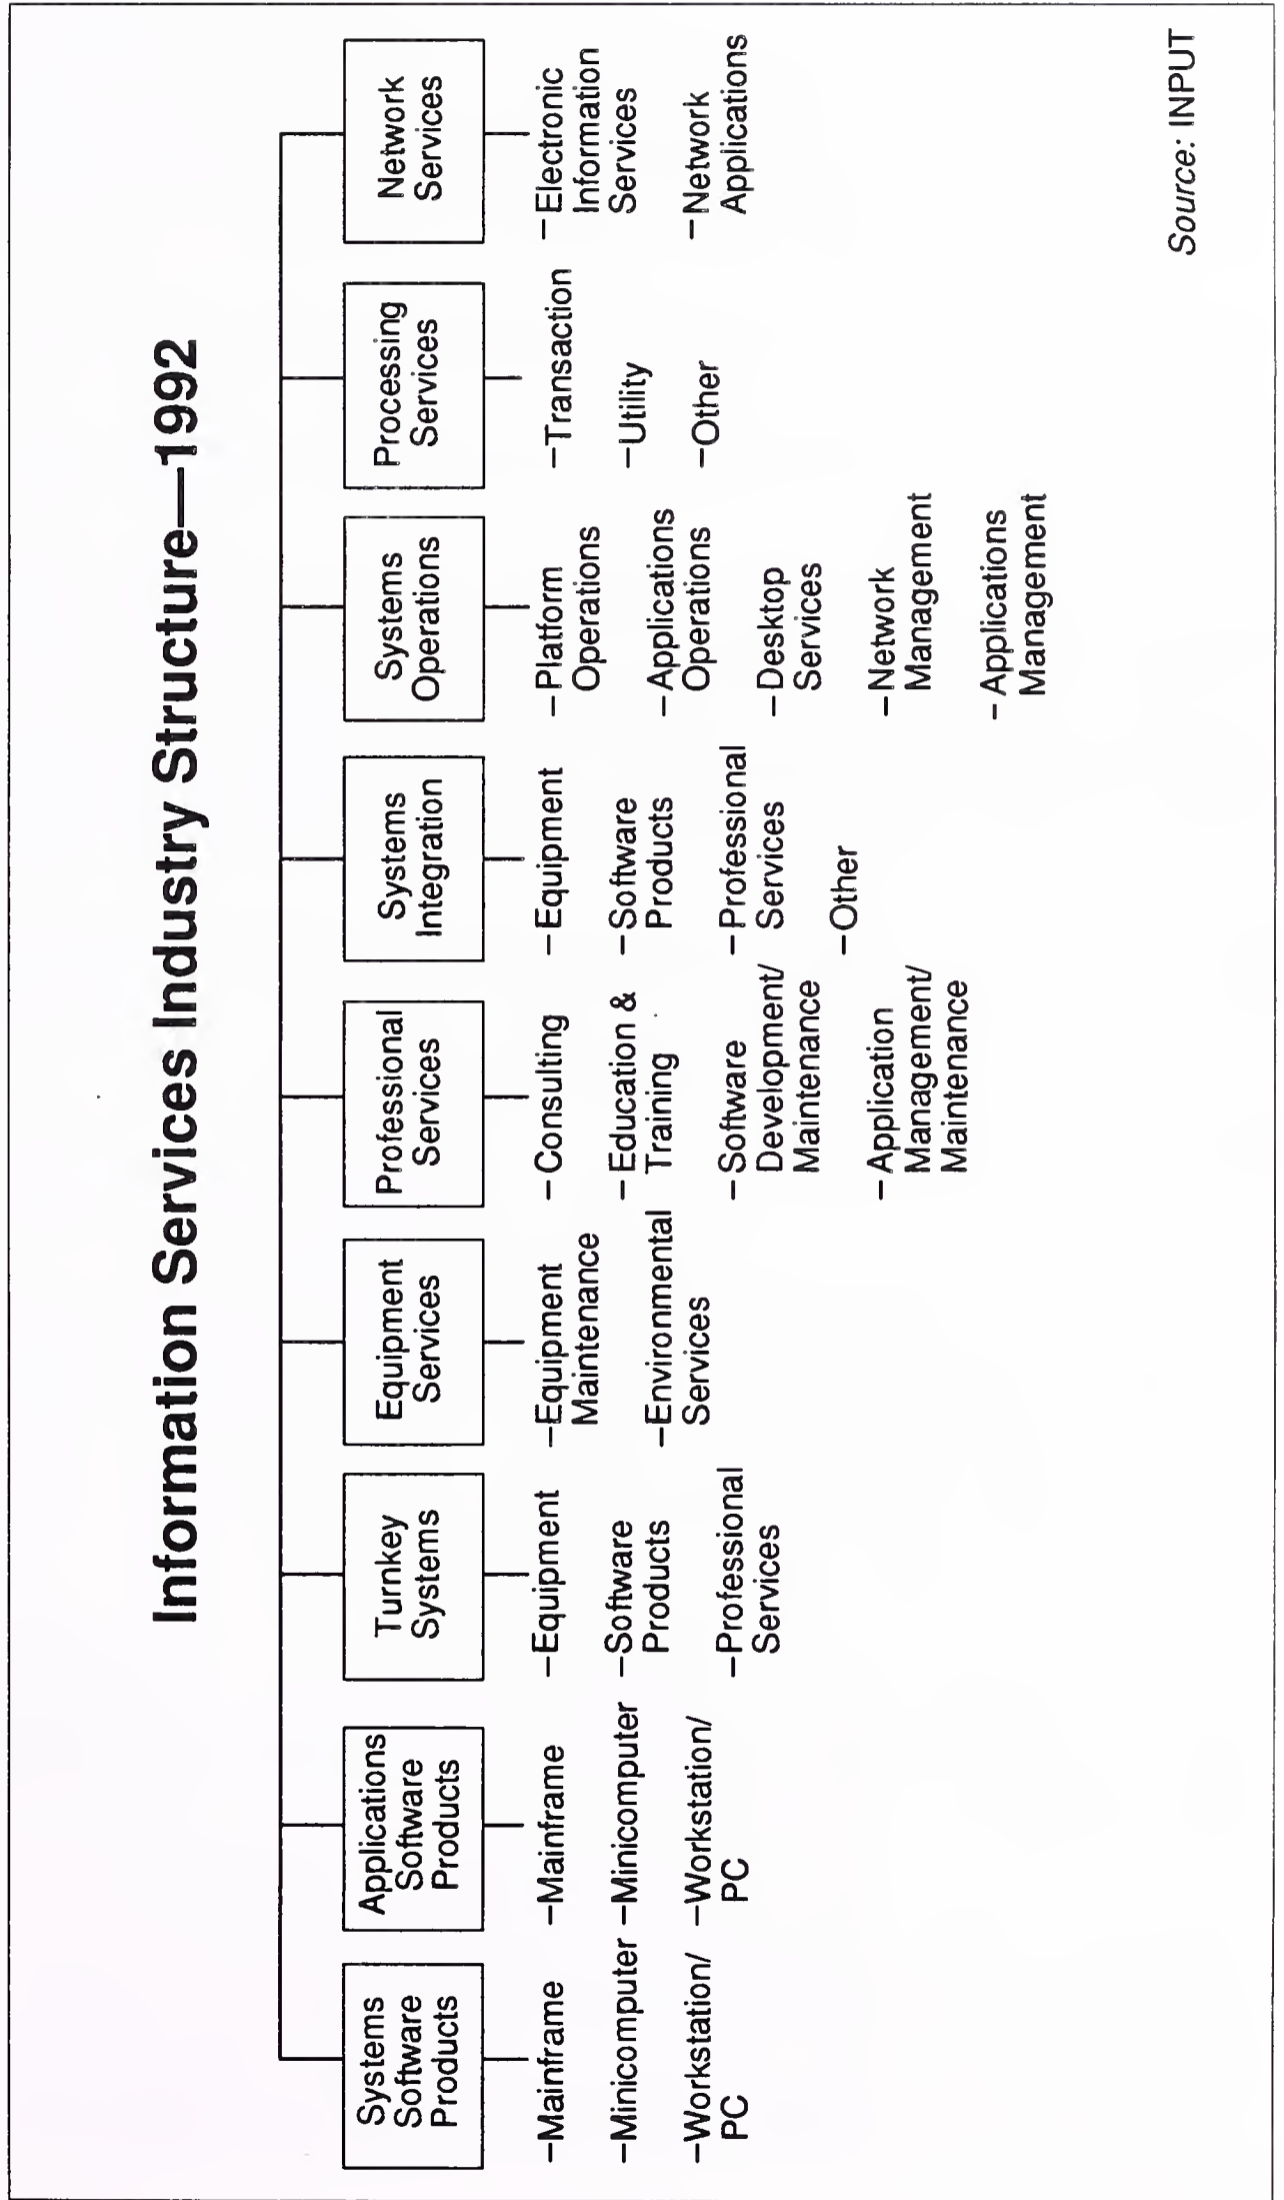 Information Services Industry Structure—1992
Systems
Software
Products
–Mainframe
–Minicomputer
–Workstation/
PC
Applications
Software
Products
–Mainframe
–Minicomputer
–Workstation/
PC
Turnkey
Systems
–Equipment
–Software
Products
–Professional
Services
Equipment
Services
–Equipment
Maintenance
–Environmental
Services
Professional
Services
–Consulting
–Education &
Training
–Software
Development/
Maintenance
–Application
Management/
Maintenance
Systems
Integration
–Equipment
–Software
Products
–Professional
Services
–Other
Systems
Operations
–Platform
Operations
–Applications
Operations
–Desktop
Services
–Network
Management
–Applications
Management
Processing
Services
–Transaction
–Utility
–Other
Network
Services
–Electronic
Information
Services
–Network
Applications
Source: INPUT